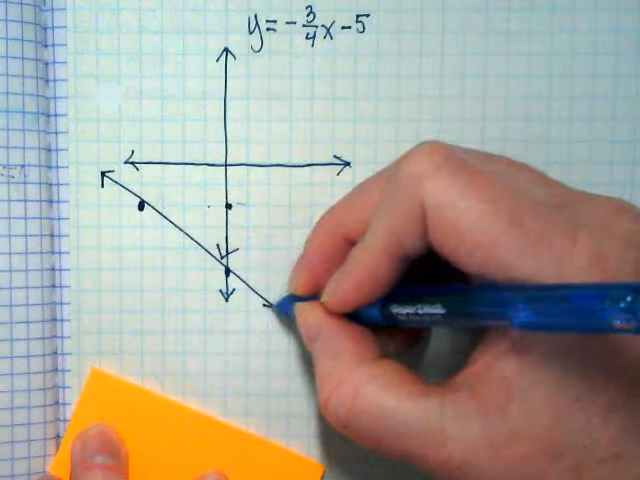 y = -3/4x - 5